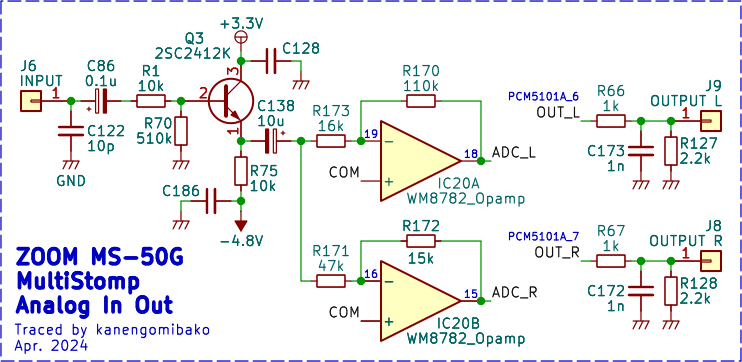 J6
INPUT
1
C86
0.1u
+
C122
10p
GND
R1
10k
R70
510k
Q3
2SC2412K
2
3
1
+3.3V
C128
C138
10u
+
R75
10k
C186
-4.8V
R173
16k
R170
110k
19
18
-
+
COM
ADC_L
IC20A
WM8782_Opamp
R171
47k
R172
15k
16
15
-
+
COM
ADC_R
IC20B
WM8782_Opamp
PCM5101A_6
OUT_L
R66
1k
J9
OUTPUT L
1
C173
1n
R127
2.2k
PCM5101A_7
OUT_R
R67
1k
J8
OUTPUT R
1
C172
1n
R128
2.2k
ZOOM MS-50G
MultiStomp
Analog In Out
Traced by kanengomibako
Apr. 2024